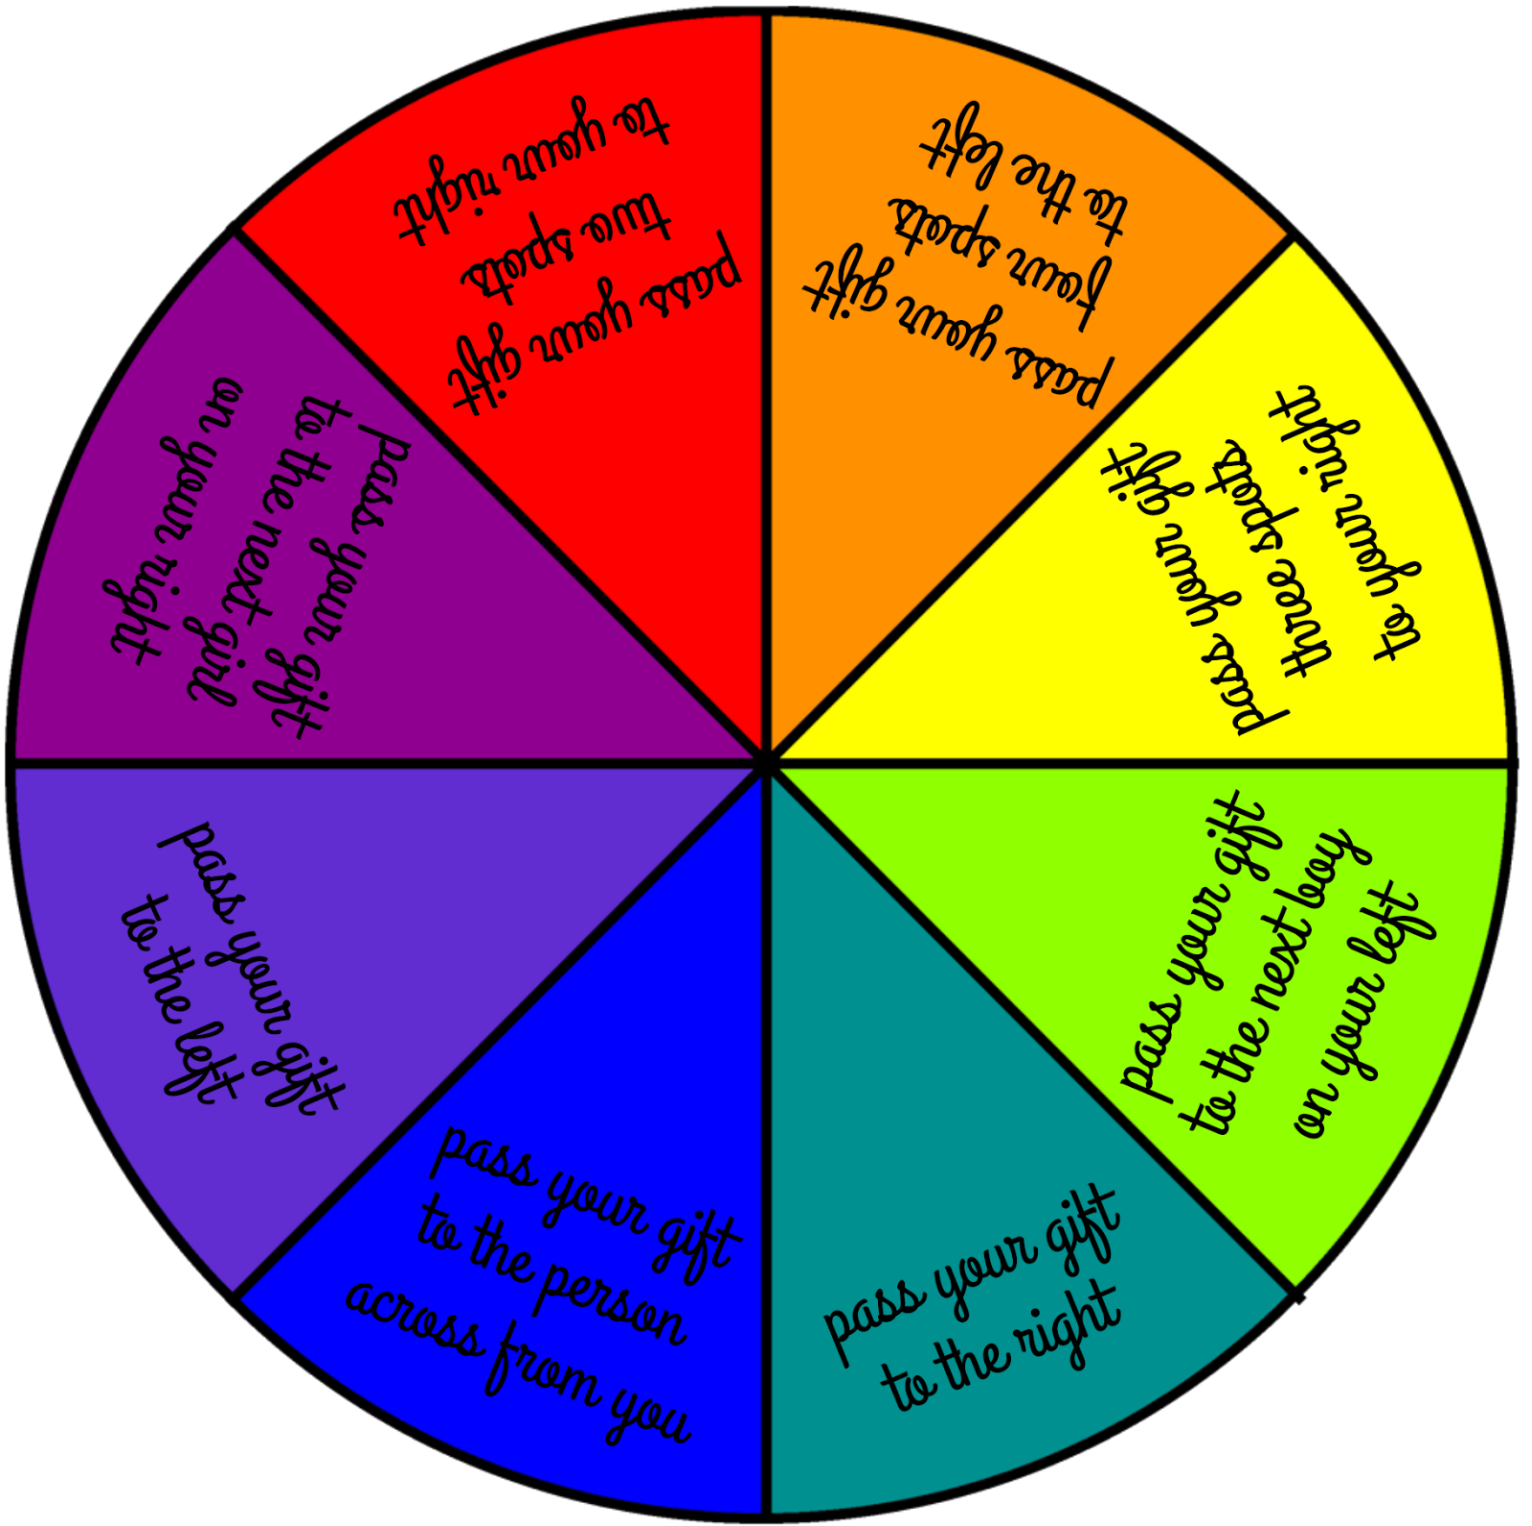 pass your gift
four spots
to the left
pass your gift
three spots
to your right
pass your gift
to the next boy
on your left
pass your gift
to the right
pass your gift
to the person
across from you
pass your gift
to the left
pass your gift
to the next girl
on your right
pass your gift
two spots
to your right